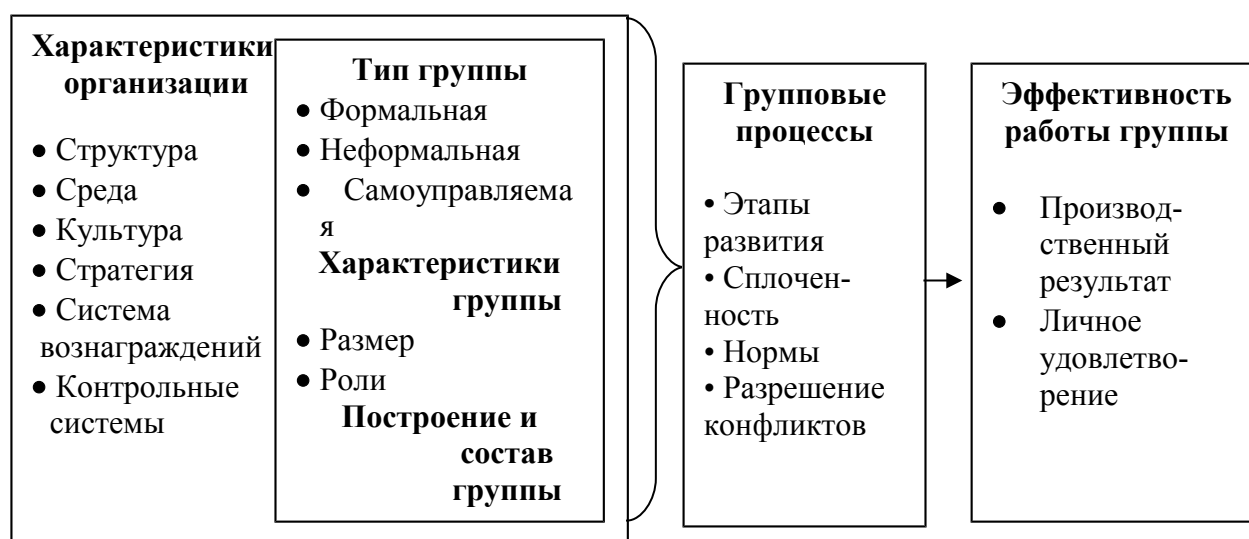 Характеристики
организации
• Структура
• Среда
• Культура
• Стратегия
• Система
вознаграждений
• Контрольные
системы
Тип группы
• Формальная
• Неформальная
• Самоуправляема
я
Характеристики
группы
• Размер
• Роли
Построение и
состав
группы
Групповые
процессы
• Этапы
развития
• Сплочен-
ность
• Нормы
• Разрешение
конфликтов
Эффективность
работы группы
• Производ-
ственный
результат
• Личное
удовлетво-
рение